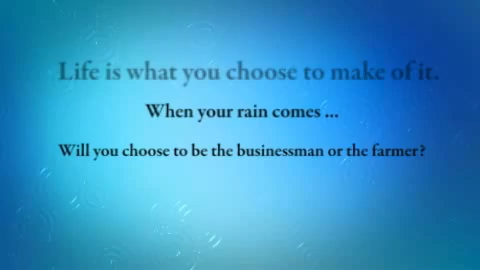 Life is what you choose to make of it.
When your rain comes ...
Will you choose to be the businessman or the farmer?